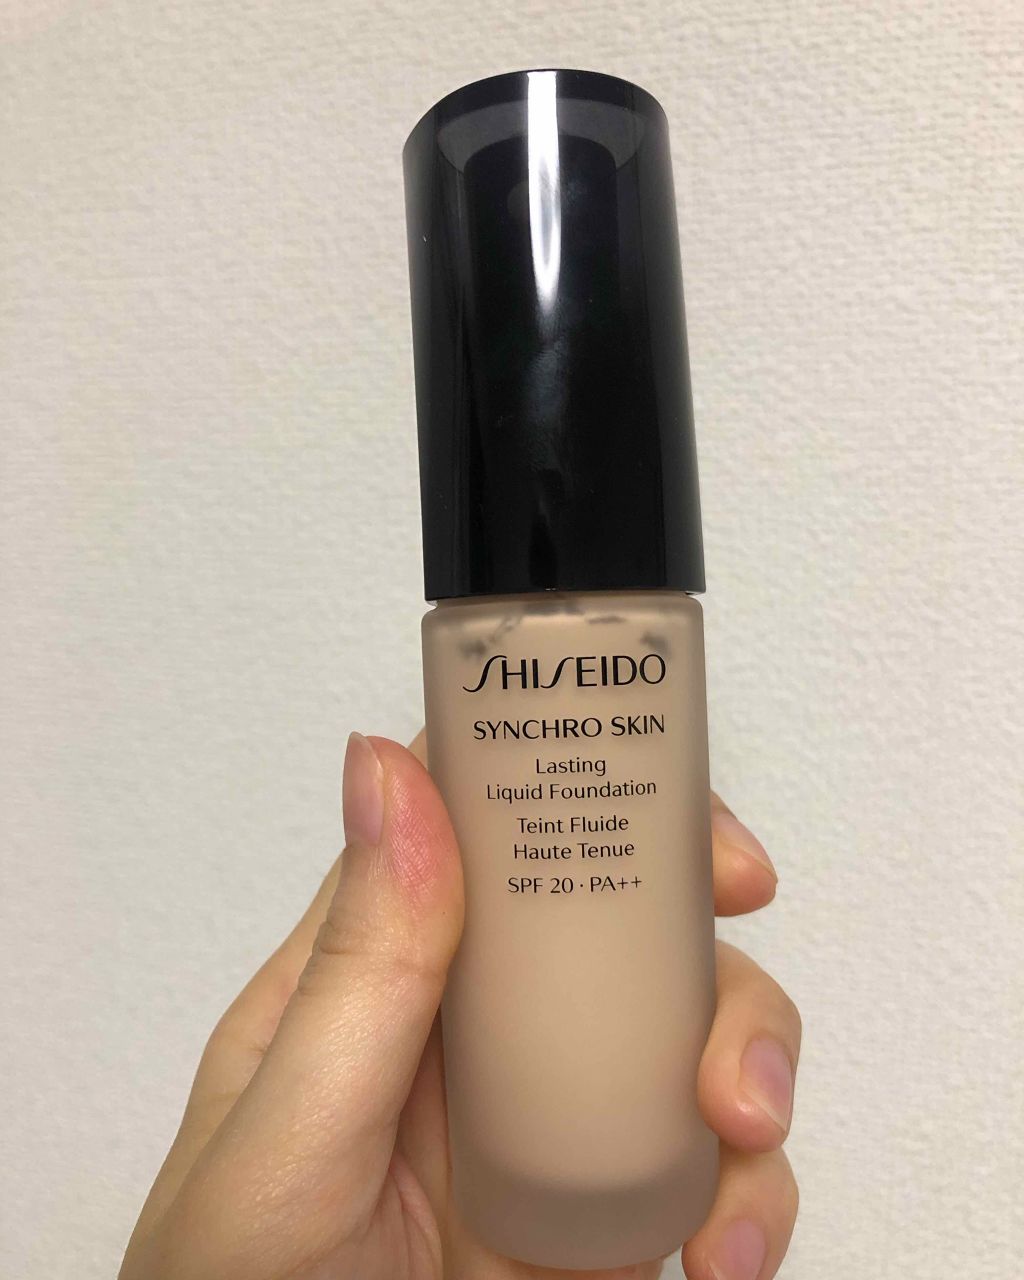 SHISEIDO
SYNCHRO SKIN
Lasting
Liquid Foundation
Teint Fluide
Haute Tenue
SPF 20 · PA++